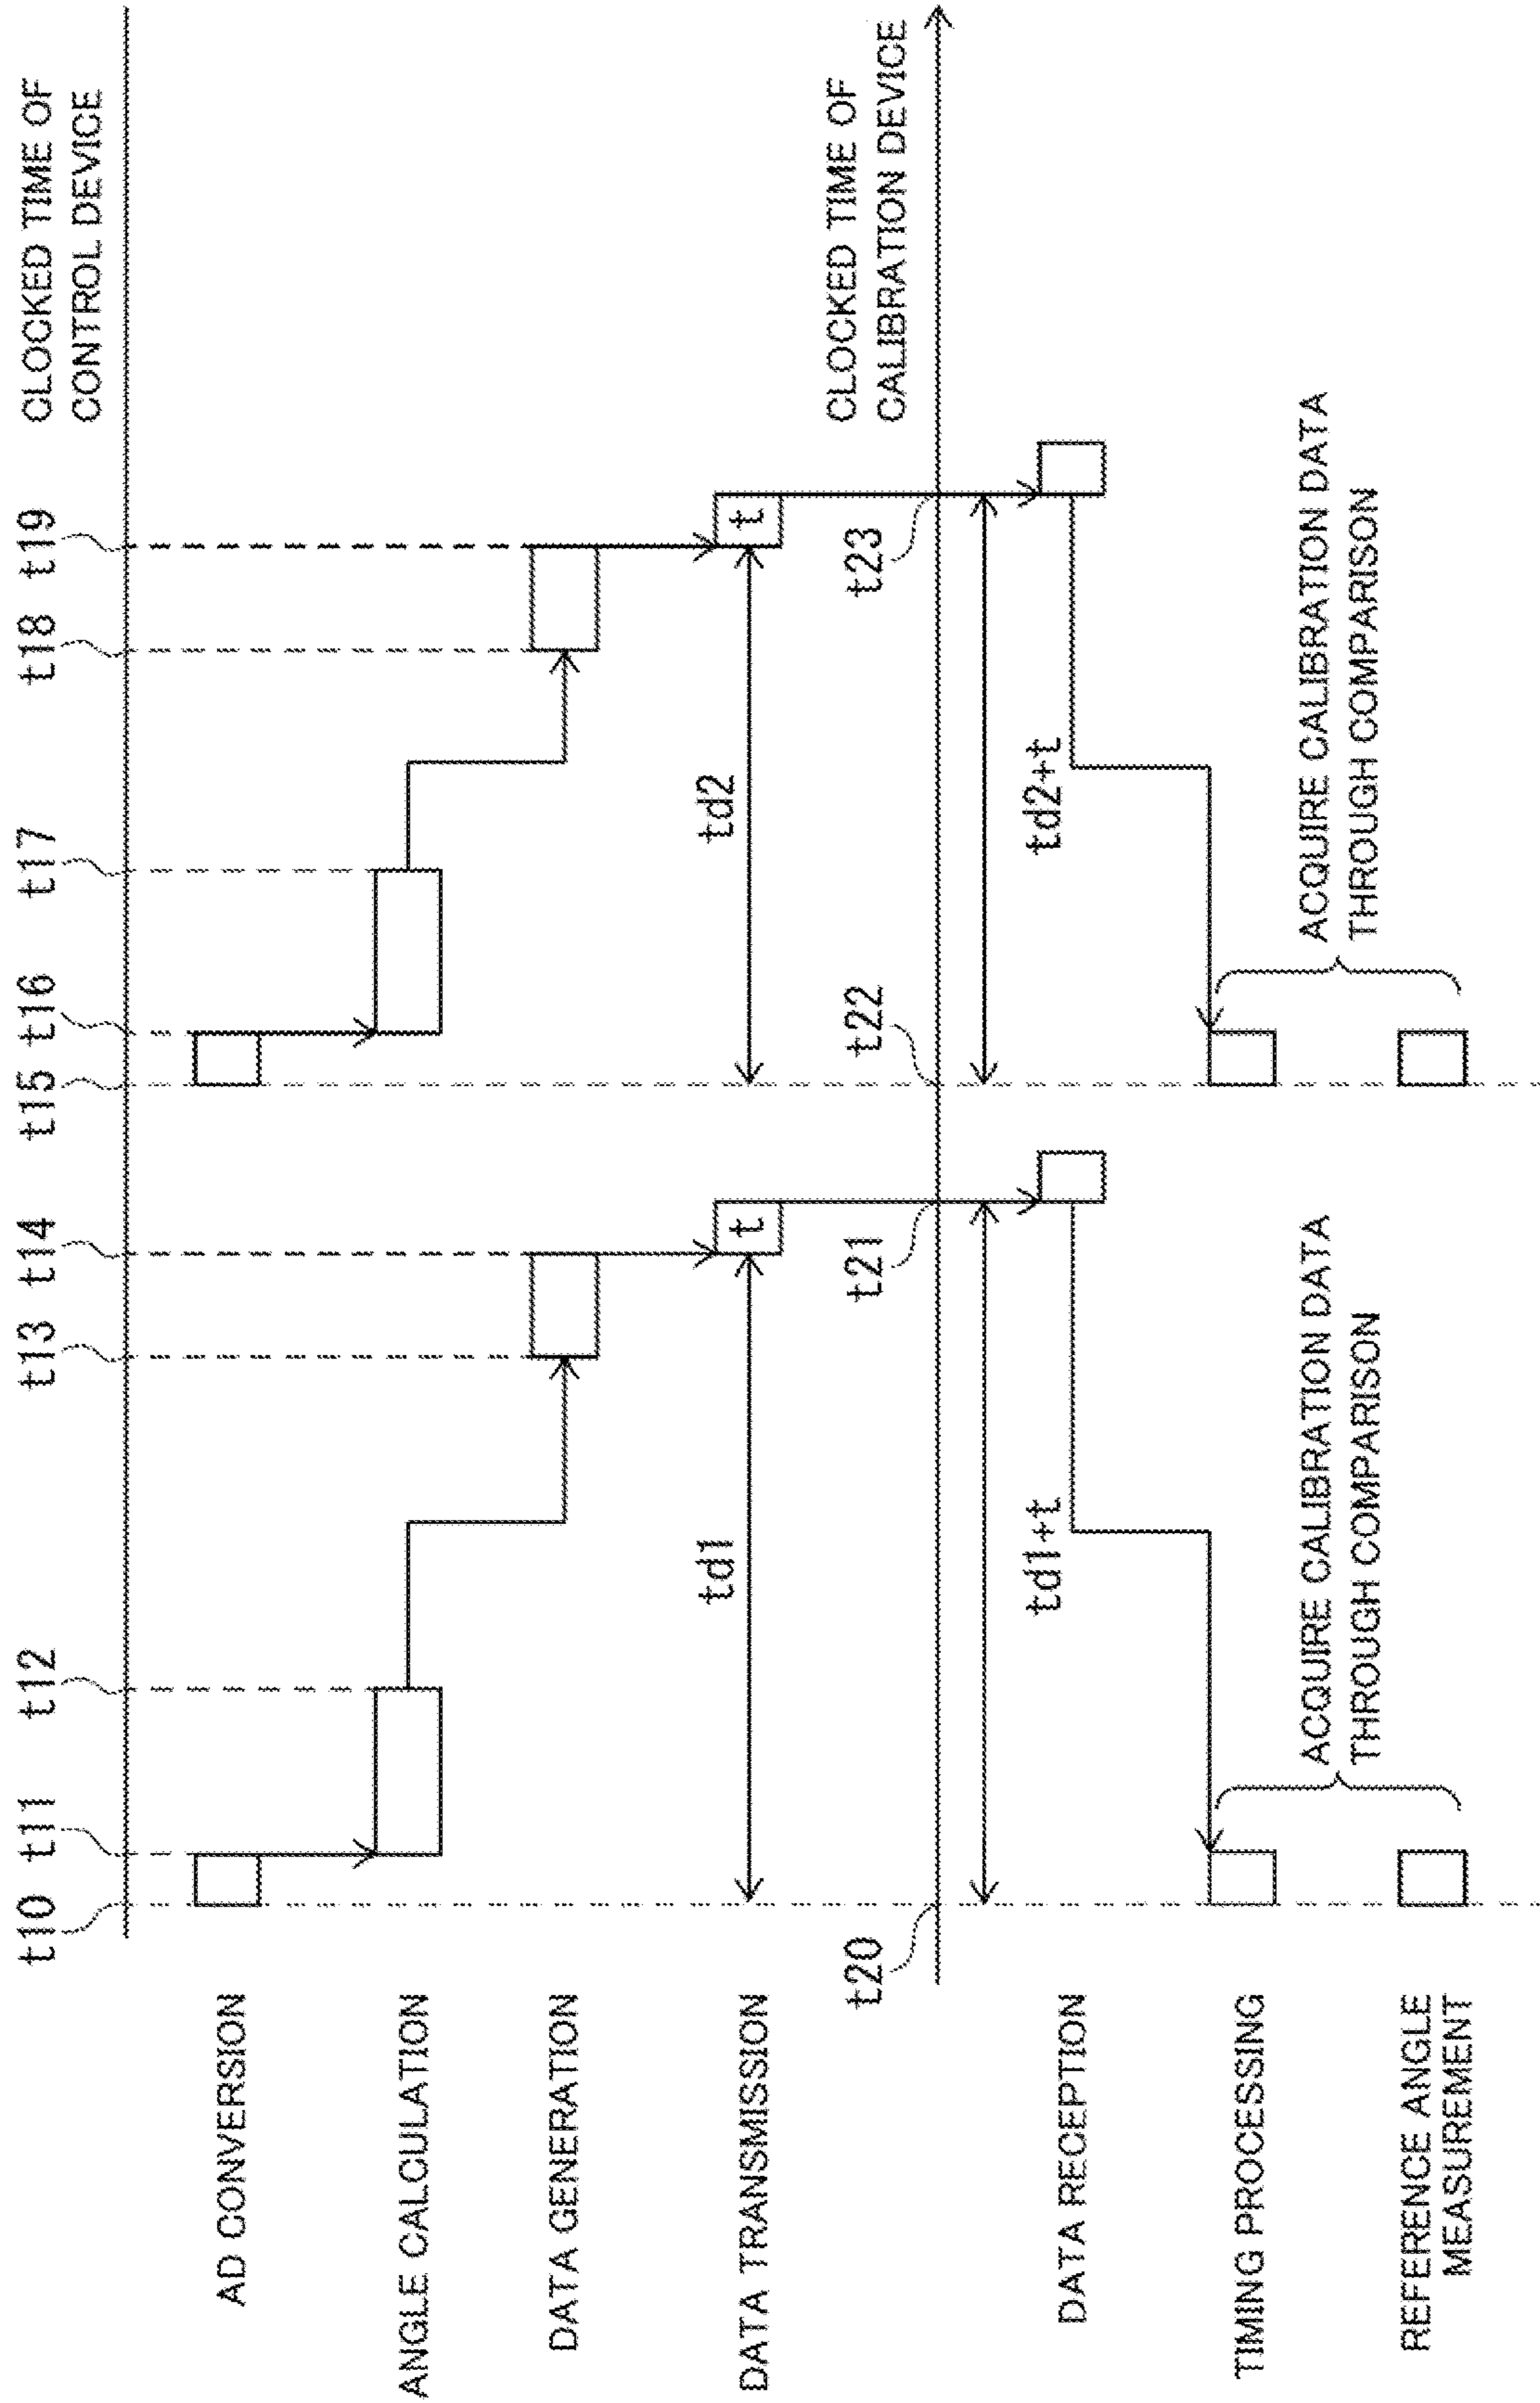 CLOCKED TIME OF
CONTROL DEVICE
t10
t11
t12
t13
t14
t15
t16
t17
t18
t19
AD CONVERSION
ANGLE CALCULATION
DATA GENERATION
DATA TRANSMISSION
td1
t
td2
t
CLOCKED TIME OF
CALIBRATION DEVICE
t20
t21
t22
t23
td1+t
td2+t
DATA RECEPTION
TIMING PROCESSING
REFERENCE ANGLE
MEASUREMENT
ACQUIRE CALIBRATION DATA
THROUGH COMPARISON
ACQUIRE CALIBRATION DATA
THROUGH COMPARISON